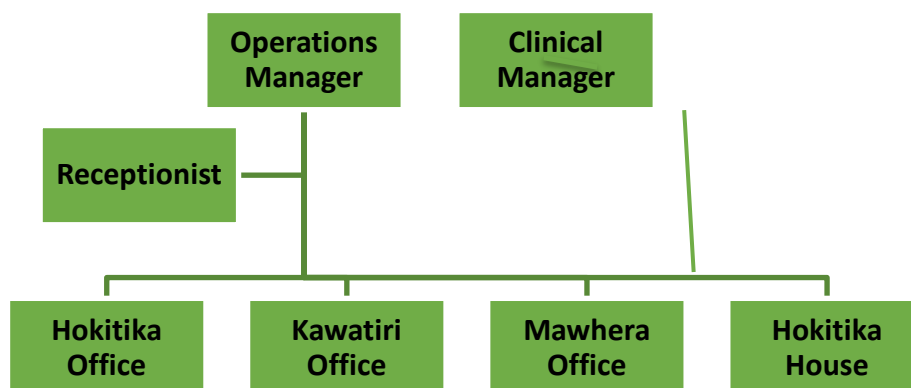 Operations
Manager
Clinical
Manager
Receptionist
Hokitika
Office
Kawatiri
Office
Mawhera
Office
Hokitika
House